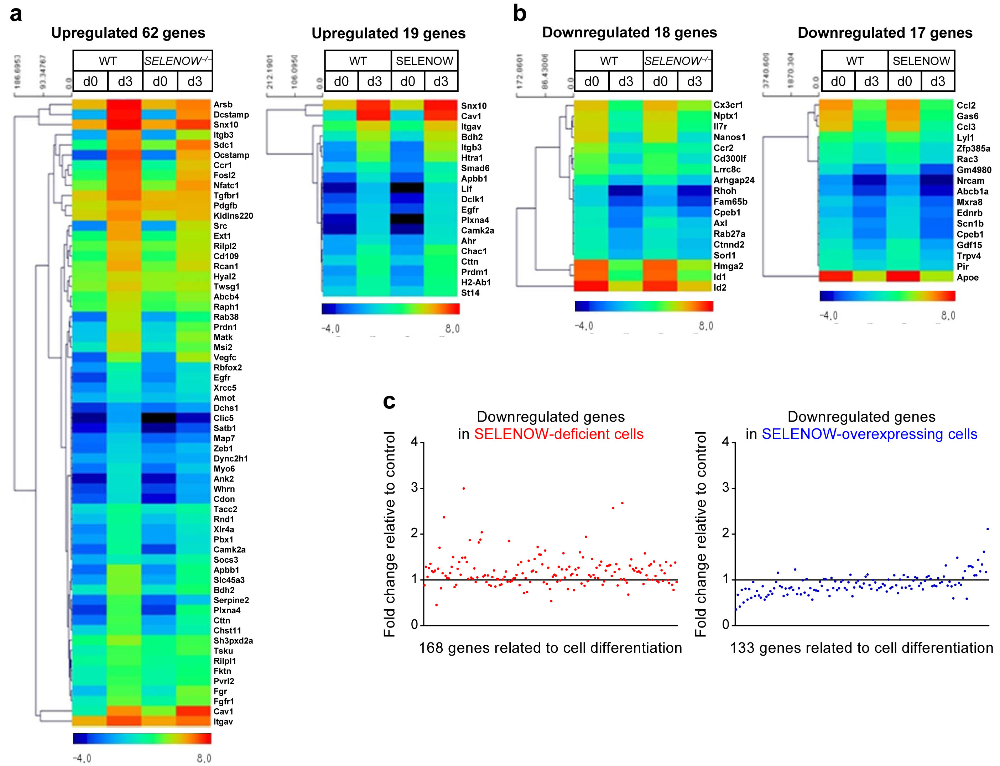 a
Upregulated 62 genes
186.6953
93.34767
0.0
WT
SELENOW-/-
d0
d3
d0
d3
Arsb
Dcstamp
Snx10
Itgb3
Sdc1
Ocstamp
Ccr1
Fosl2
Nfatc1
Tgfbr1
Pdgfb
Kidins220
Src
Ext1
Rilpl2
Cd109
Rcan1
Hyal2
Twsg1
Abcb4
Raph1
Rab38
Prdn1
Matk
Msi2
Vegfc
Rbfox2
Egfr
Xrcc5
Amot
Dchs1
Clic5
Satb1
Map7
Zeb1
Dync2h1
Myo6
Ank2
Whrn
Cdon
Tacc2
Rnd1
Xlr4a
Pbx1
Camk2a
Socs3
Apbb1
Slc45a3
Bdh2
Serpine2
Plxna4
Cttn
Chst11
Sh3pxd2a
Tsku
Rilpl1
Fktn
Pvrl2
Fgr
Fgfr1
Cav1
Itgav
-4.0
8.0
Upregulated 19 genes
212.1901
106.0950
0.0
WT
SELENOW
d0
d3
d0
d3
Snx10
Cav1
Itgav
Bdh2
Itgb3
Htra1
Smad6
Apbb1
Lif
Dclk1
Egfr
Plxna4
Camk2a
Ahr
Chac1
Cttn
Prdm1
H2-Ab1
St14
-4.0
8.0
b
Downregulated 18 genes
172.8601
86.43006
0.0
WT
SELENOW-/-
d0
d3
d0
d3
Cx3cr1
Nptx1
Il7r
Nanos1
Ccr2
Cd300lf
Lrrc8c
Arhgap24
Rhoh
Fam65b
Cpeb1
Axl
Rab27a
Ctnnd2
Sorl1
Hmga2
Id1
Id2
-4.0
8.0
Downregulated 17 genes
3740.609
1870.304
0.0
WT
SELENOW
d0
d3
d0
d3
Ccl2
Gas6
Ccl3
Lyl1
Zfp385a
Rac3
Gm4980
Nrcam
Abcb1a
Mxra8
Ednrb
Scn1b
Cpeb1
Gdf15
Trpv4
Pir
Apoe
-4.0
8.0
c
Downregulated genes
in SELENOW-deficient cells
Fold change relative to control
4
3
2
1
0
168 genes related to cell differentiation
Downregulated genes
in SELENOW-overexpressing cells
Fold change relative to control
4
3
2
1
0
133 genes related to cell differentiation